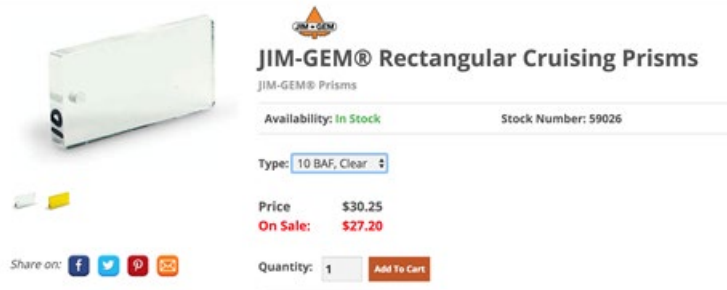 JIM-GEM
JIM-GEM® Rectangular Cruising Prisms
JIM-GEM® Prisms
Availability: In Stock Stock Number: 59026
Type: 10 BAF, Clear
Price $30.25
On Sale: $27.20
Share on:
Quantity: 1 Add To Cart
10